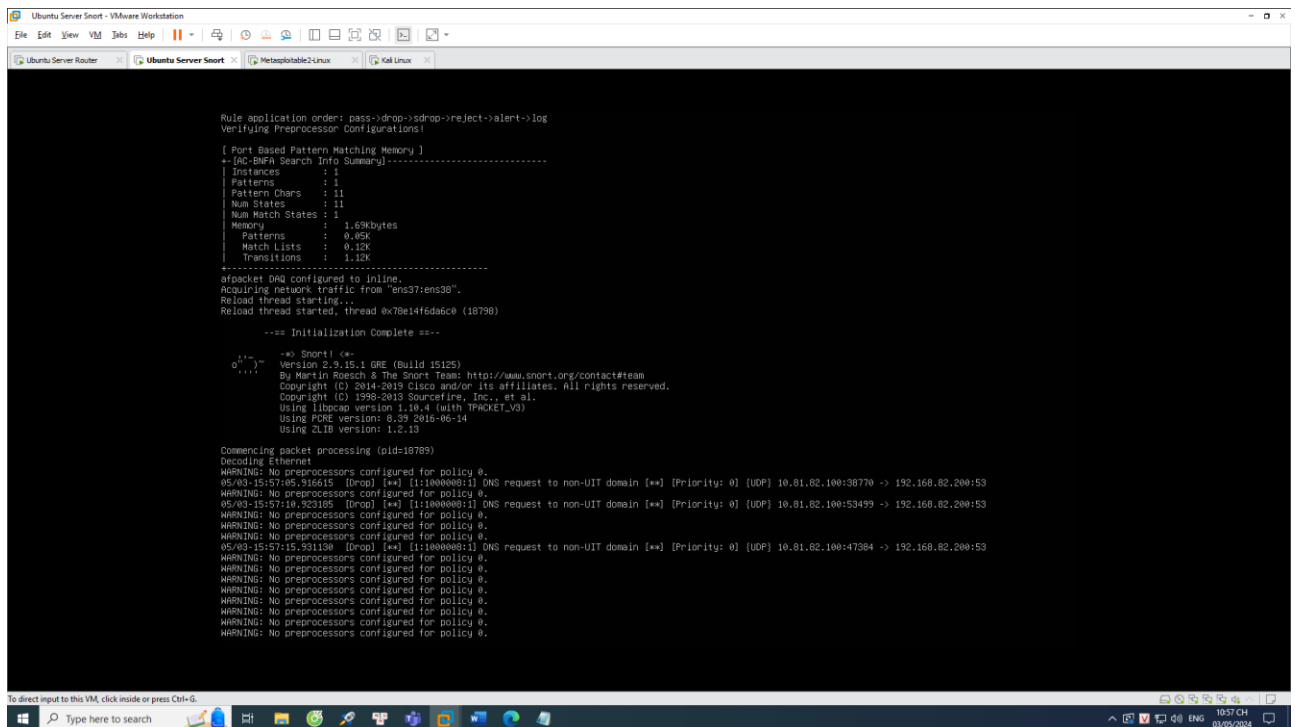 Ubuntu Server Snort - VMware Workstation
File Edit View VM Tabs Help
Ubuntu Server Router
Ubuntu Server Snort
Metasploitable2-Linux
Kali Linux
Rule application order: pass->drop->sdrop->reject->alert->log
Verifying Preprocessor Configurations!
[ Port Based Pattern Matching Memory ]
+-[AC-BNFA Search Info Summary]------------------------------
| Instances : 1
| Patterns : 1
| Pattern Chars : 11
| Num States : 11
| Num Match States : 1
| Memory : 1.69Kbytes
| Patterns : 0.05K
| Match Lists : 0.12K
| Transitions : 1.12K
+-------------------------------------------------
afpacket DAQ configured to inline.
Acquiring network traffic from "ens37:ens38".
Reload thread starting...
Reload thread started, thread 0x78e14f6da6c0 (18798)
--== Initialization Complete ==--
,,_ -*> Snort! <*-
o" )~ Version 2.9.15.1 GRE (Build 15125)
'''' By Martin Roesch & The Snort Team: http://www.snort.org/contact#team
Copyright (C) 2014-2019 Cisco and/or its affiliates. All rights reserved.
Copyright (C) 1998-2013 Sourcefire, Inc., et al.
Using libpcap version 1.10.4 (with TPACKET_V3)
Using PCRE version: 8.39 2016-06-14
Using ZLIB version: 1.2.13
Commencing packet processing (pid=18789)
Decoding Ethernet
WARNING: No preprocessors configured for policy 0.
05/03-15:57:05.916615 [Drop] [**] [1:1000008:1] DNS request to non-UIT domain [**] [Priority: 0] {UDP} 10.81.82.100:38770 -> 192.168.82.200:53
WARNING: No preprocessors configured for policy 0.
05/03-15:57:10.923185 [Drop] [**] [1:1000008:1] DNS request to non-UIT domain [**] [Priority: 0] {UDP} 10.81.82.100:53499 -> 192.168.82.200:53
WARNING: No preprocessors configured for policy 0.
WARNING: No preprocessors configured for policy 0.
WARNING: No preprocessors configured for policy 0.
05/03-15:57:15.931130 [Drop] [**] [1:1000008:1] DNS request to non-UIT domain [**] [Priority: 0] {UDP} 10.81.82.100:47384 -> 192.168.82.200:53
WARNING: No preprocessors configured for policy 0.
WARNING: No preprocessors configured for policy 0.
WARNING: No preprocessors configured for policy 0.
WARNING: No preprocessors configured for policy 0.
WARNING: No preprocessors configured for policy 0.
WARNING: No preprocessors configured for policy 0.
WARNING: No preprocessors configured for policy 0.
WARNING: No preprocessors configured for policy 0.
To direct input to this VM, click inside or press Ctrl+G.
Type here to search
ENG
10:57 CH
03/05/2024